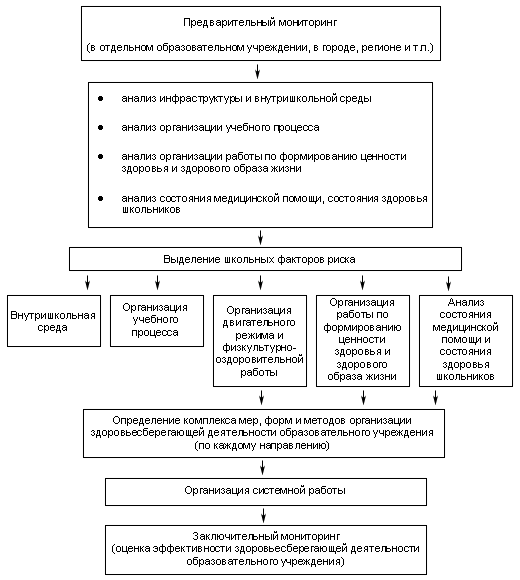 Предварительный мониторинг
(в отдельном образовательном учреждении, в городе, регионе и т.п.)
● анализ инфраструктуры и внутришкольной среды
● анализ организации учебного процесса
● анализ организации работы по формированию ценности
здоровья и здорового образа жизни
● анализ состояния медицинской помощи, состояния здоровья
школьников
Выделение школьных факторов риска
Внутришкольная
среда
Организация
учебного
процесса
Организация
двигательного
режима и
физкультурно-
оздоровительной
работы
Организация
работы по
формированию
ценности
здоровья и
здорового
образа жизни
Анализ
состояния
медицинской
помощи и
состояния
здоровья
школьников
Определение комплекса мер, форм и методов организации
здоровьесберегающей деятельности образовательного учреждения
(по каждому направлению)
Организация системной работы
Заключительный мониторинг
(оценка эффективности здоровьесберегающей деятельности
образовательного учреждения)